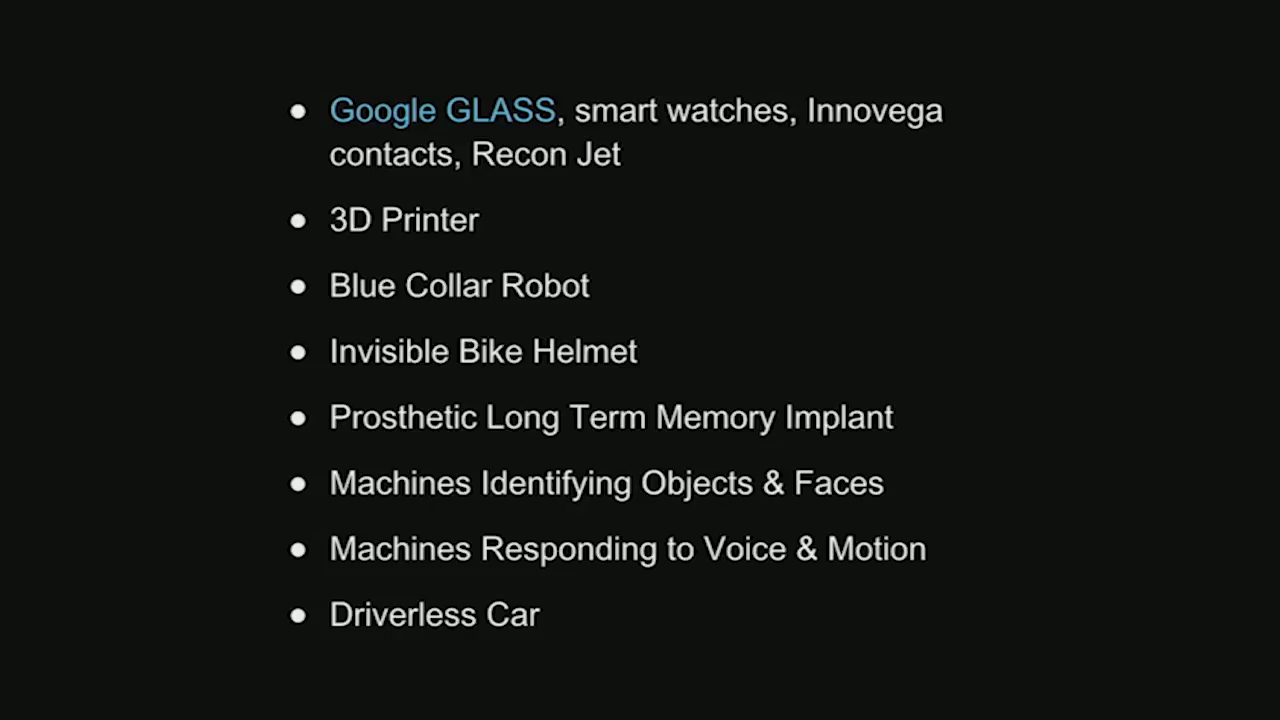 ● Google GLASS, smart watches, Innovega
contacts, Recon Jet
● 3D Printer
● Blue Collar Robot
● Invisible Bike Helmet
● Prosthetic Long Term Memory Implant
● Machines Identifying Objects & Faces
● Machines Responding to Voice & Motion
● Driverless Car